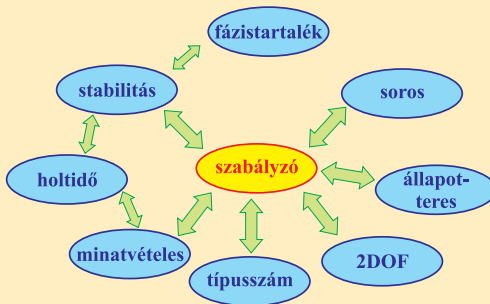 fázistartalék
stabilitás
soros
szabályzó
holtidő
állapot-
teres
minatvételes
2DOF
típusszám